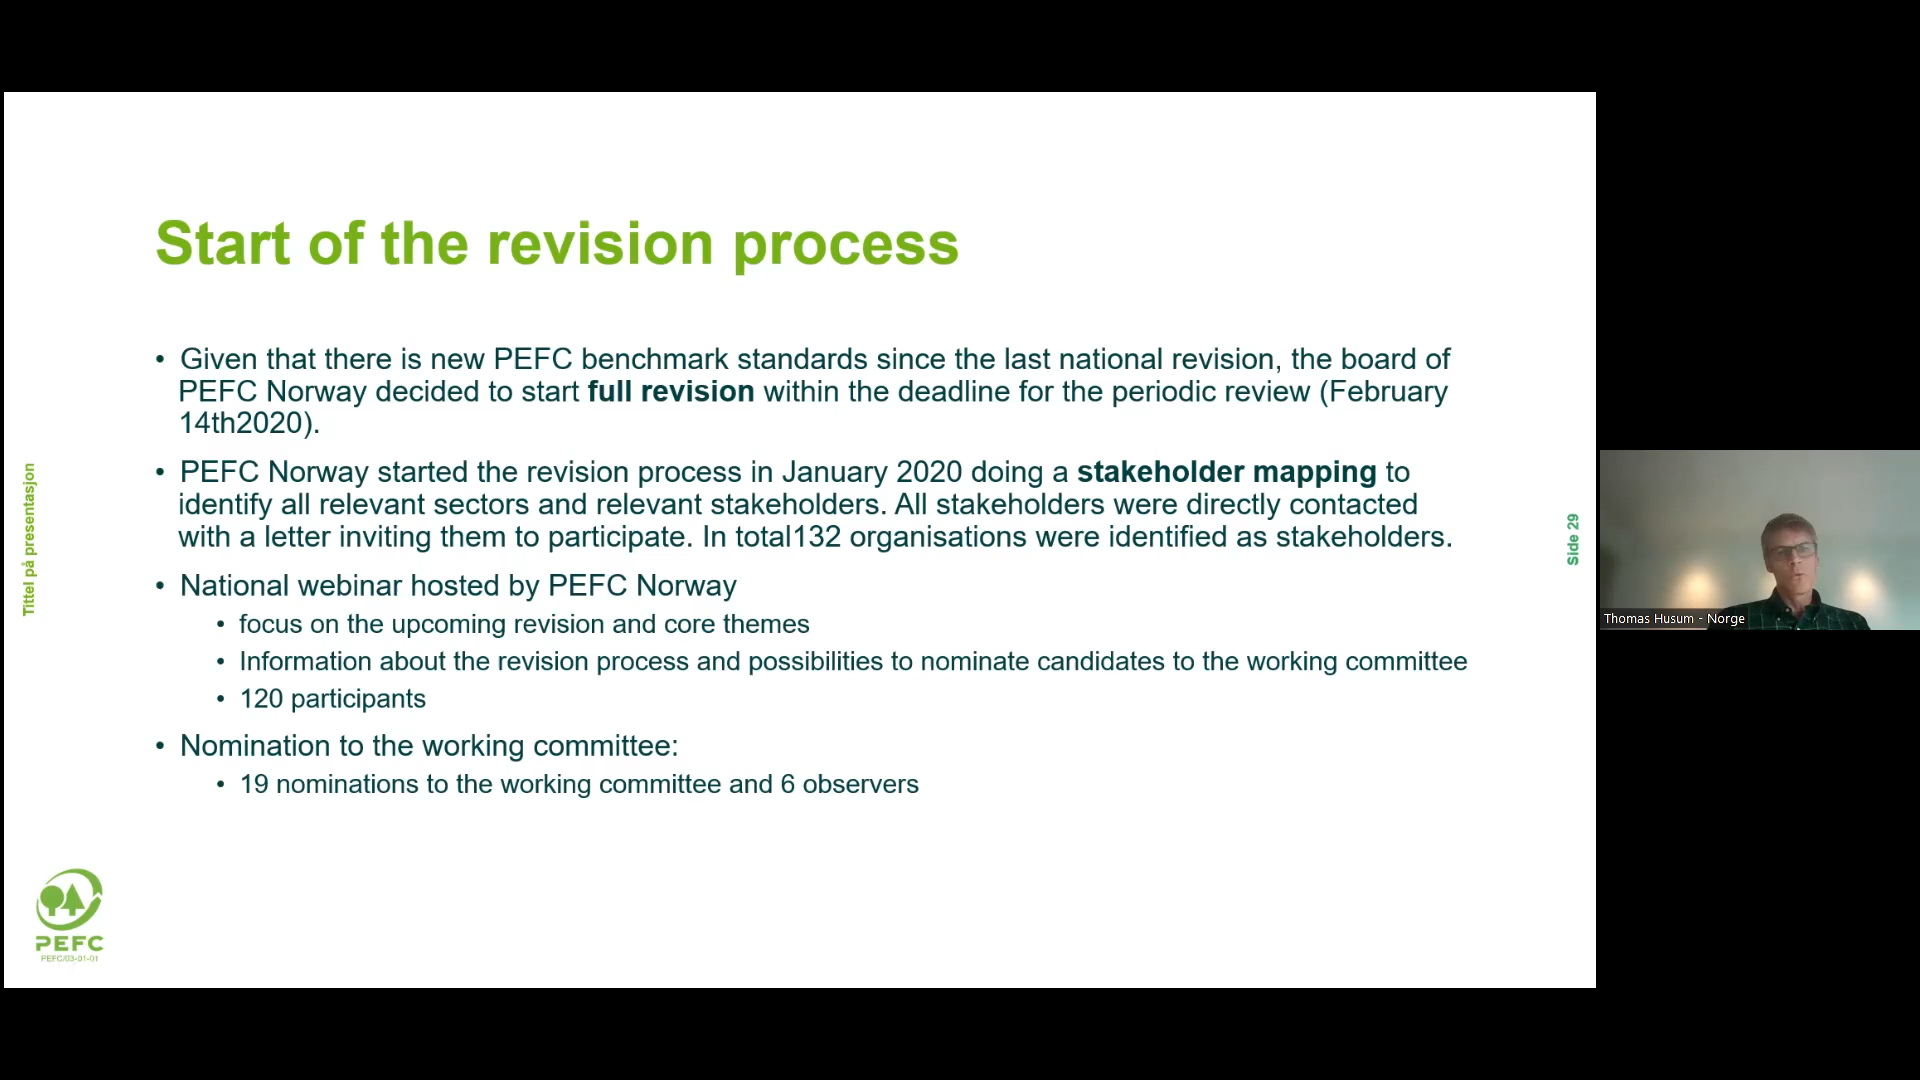 Start of the revision process
• Given that there is new PEFC benchmark standards since the last national revision, the board of
PEFC Norway decided to start full revision within the deadline for the periodic review (February
14th2020).
• PEFC Norway started the revision process in January 2020 doing a stakeholder mapping to
identify all relevant sectors and relevant stakeholders. All stakeholders were directly contacted
with a letter inviting them to participate. In total132 organisations were identified as stakeholders.
• National webinar hosted by PEFC Norway
• focus on the upcoming revision and core themes
• Information about the revision process and possibilities to nominate candidates to the working committee
• 120 participants
• Nomination to the working committee:
• 19 nominations to the working committee and 6 observers
Tittel på presentasjon
Side 29
PEFC
PEFC/03-01-01
Thomas Husum - Norge